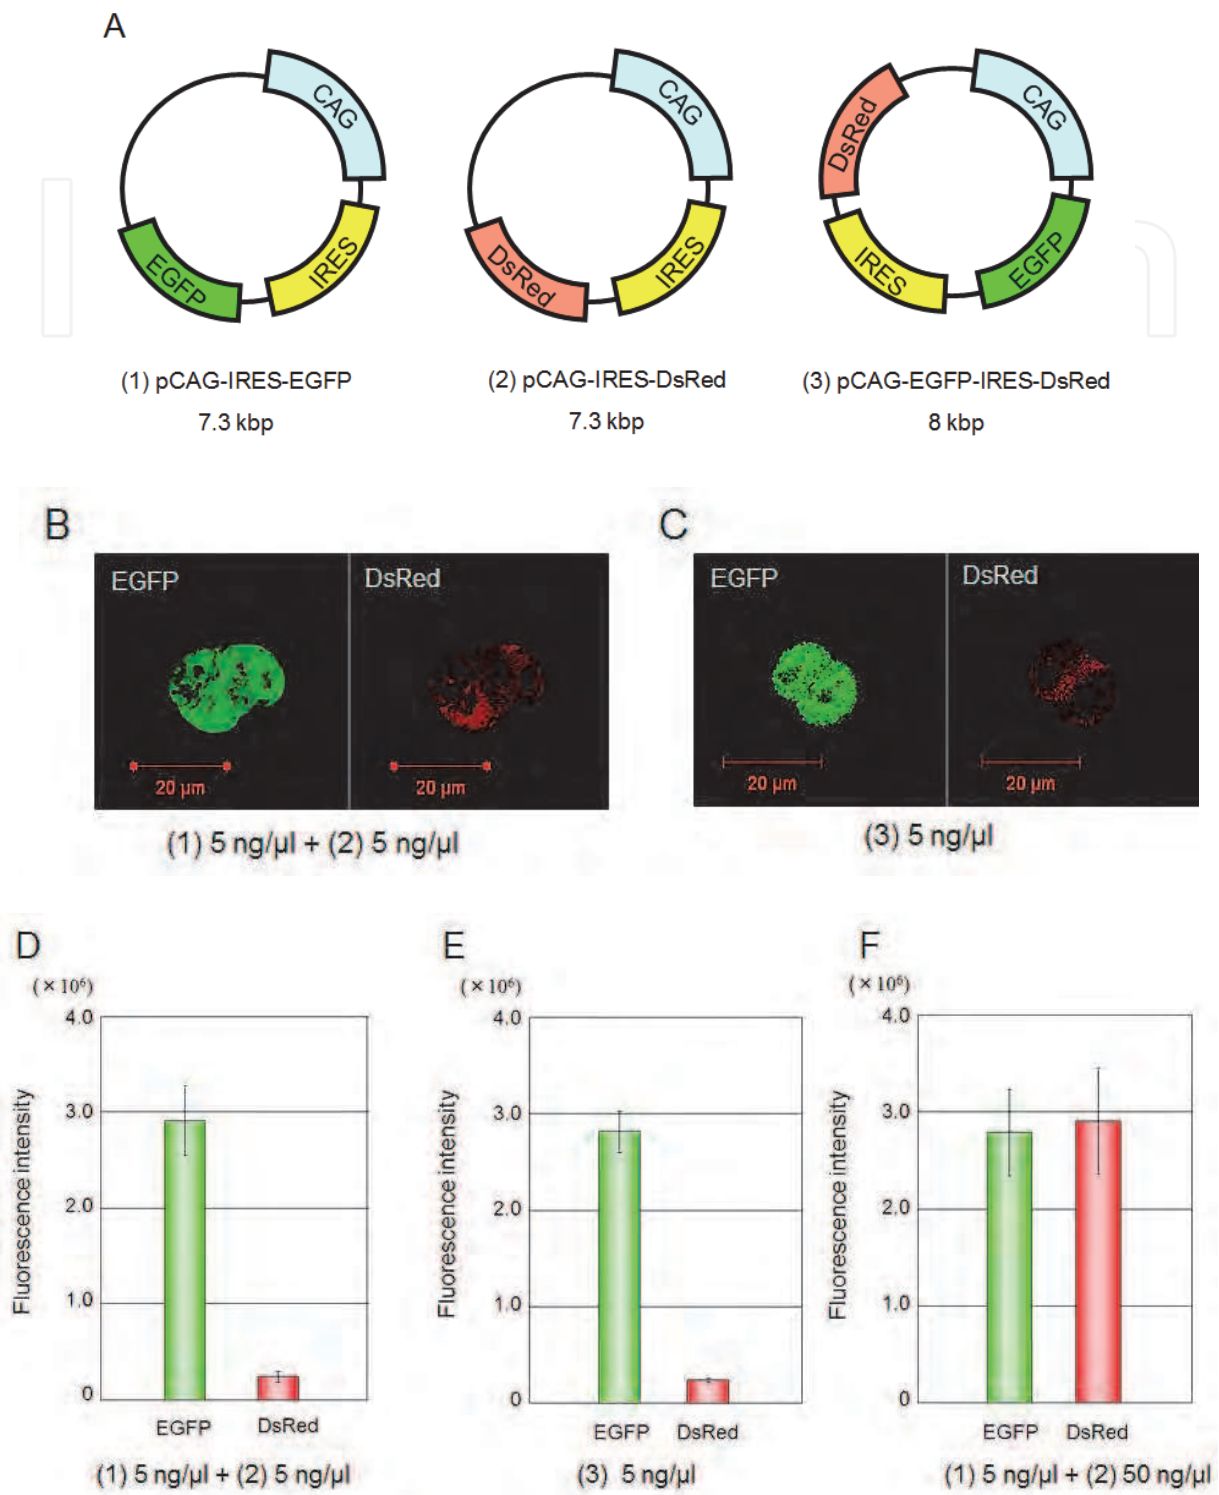 A
CAG
IRES
EGFP
CAG
IRES
DsRed
DsRed
CAG
EGFP
IRES
(1) pCAG-IRES-EGFP
7.3 kbp
(2) pCAG-IRES-DsRed
7.3 kbp
(3) pCAG-EGFP-IRES-DsRed
8 kbp
B
EGFP
DsRed
20 μm
20 μm
(1) 5 ng/μl + (2) 5 ng/μl
C
EGFP
DsRed
20 μm
20 μm
(3) 5 ng/μl
D
(×10⁶)
Fluorescence intensity
4.0
3.0
2.0
1.0
0
EGFP
DsRed
(1) 5 ng/μl + (2) 5 ng/μl
E
(×10⁶)
Fluorescence intensity
4.0
3.0
2.0
1.0
0
EGFP
DsRed
(3) 5 ng/μl
F
(×10⁶)
Fluorescence intensity
4.0
3.0
2.0
1.0
0
EGFP
DsRed
(1) 5 ng/μl + (2) 50 ng/μl